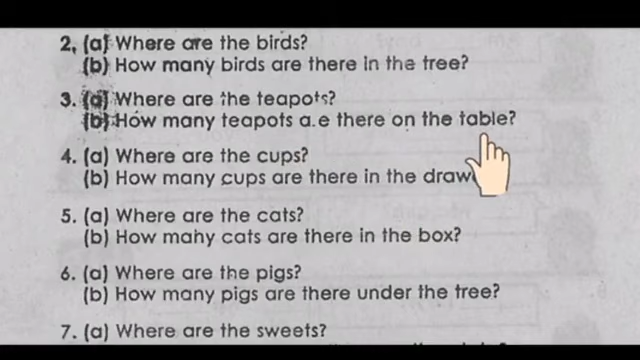 2. (a) Where are the birds?
(b) How many birds are there in the tree?
3. (a) Where are the teapots?
(b) How many teapots a.e there on the table?
4. (a) Where are the cups?
(b) How many cups are there in the
5. (a) Where are the cats?
(b) How mahy cats are there in the box?
6. (a) Where are the pigs?
(b) How many pigs are there under the tree?
7. (a) Where are the sweets?